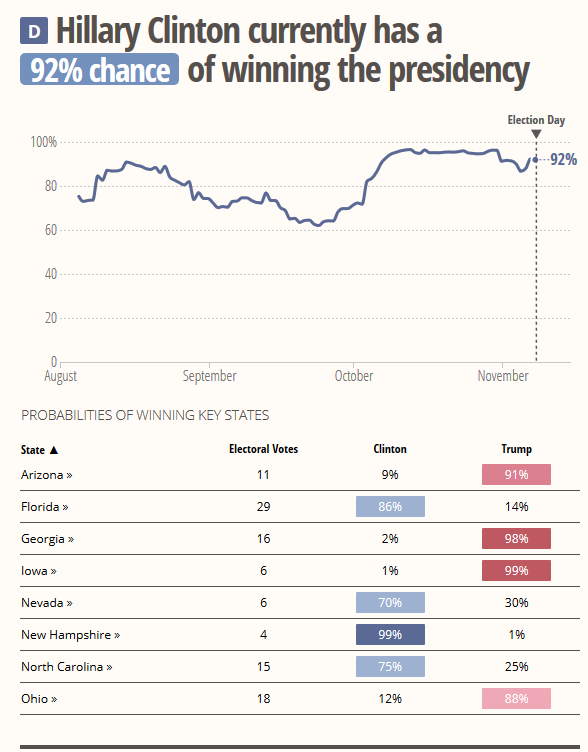 D Hillary Clinton currently has a
92% chance of winning the presidency
Election Day
100%
92%
80
60
40
20
0
August September October November
PROBABILITIES OF WINNING KEY STATES
State ▲ Electoral Votes Clinton Trump
Arizona » 11 9% 91%
Florida » 29 86% 14%
Georgia » 16 2% 98%
Iowa » 6 1% 99%
Nevada » 6 70% 30%
New Hampshire » 4 99% 1%
North Carolina » 15 75% 25%
Ohio » 18 12% 88%